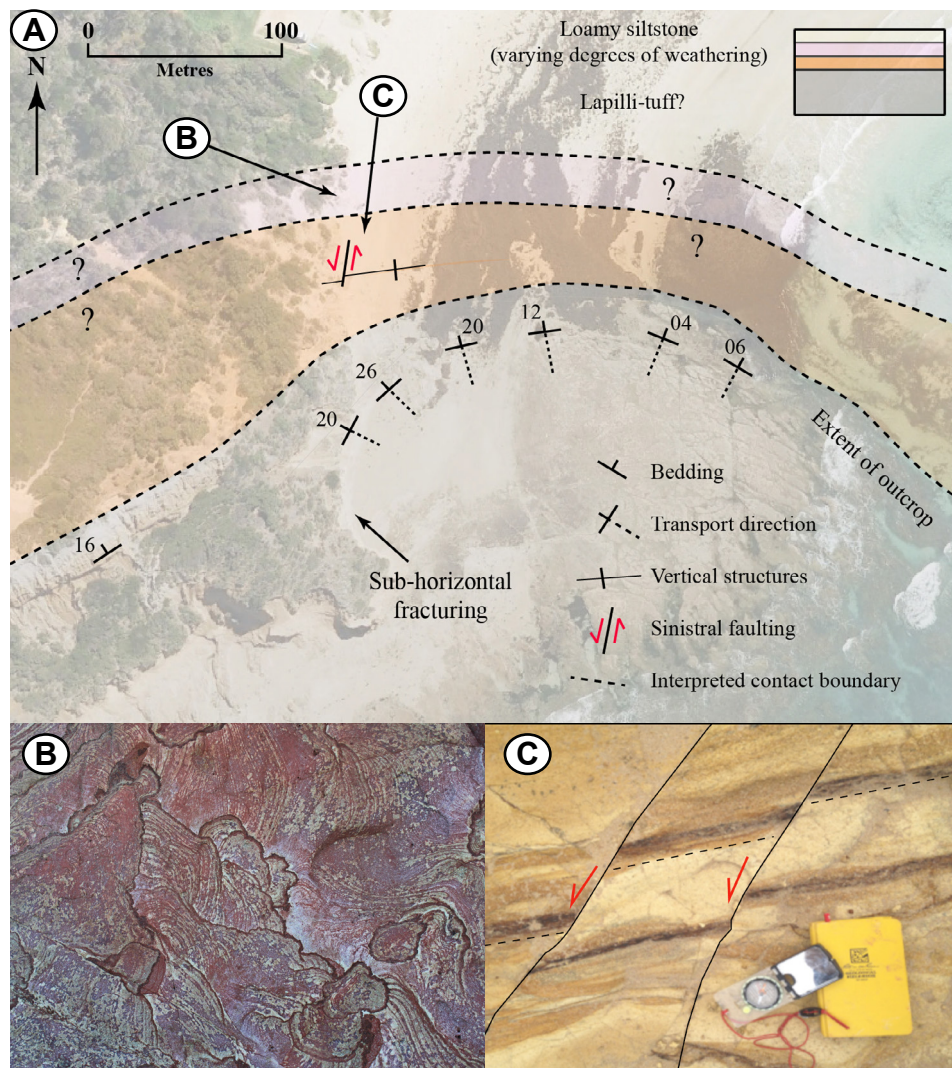 A
0
100
Metres
N
C
B
Loamy siltstone
(varying degrees of weathering)
Lapilli-tuff?
?
?
?
?
20
12
04
06
26
20
16
Extent of outcrop
Sub-horizontal
fracturing
Bedding
Transport direction
Vertical structures
Sinistral faulting
Interpreted contact boundary
B
C